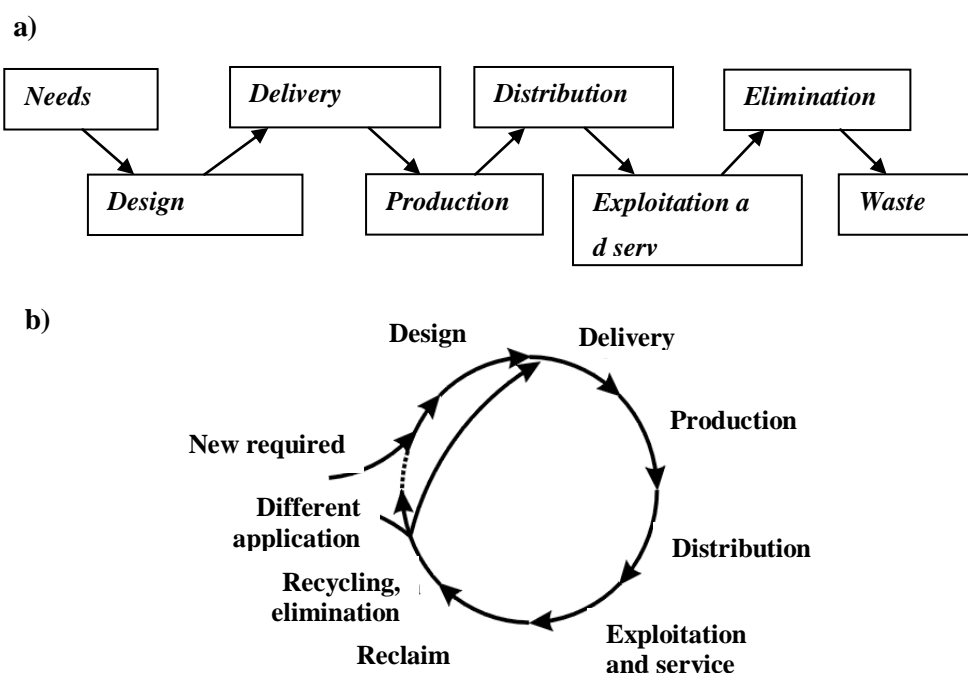 a)
Needs
Delivery
Distribution
Elimination
Design
Production
Exploitation a
d serv
Waste
b)
Design
Delivery
Production
New required
Different
application
Distribution
Recycling,
elimination
Exploitation
and service
Reclaim